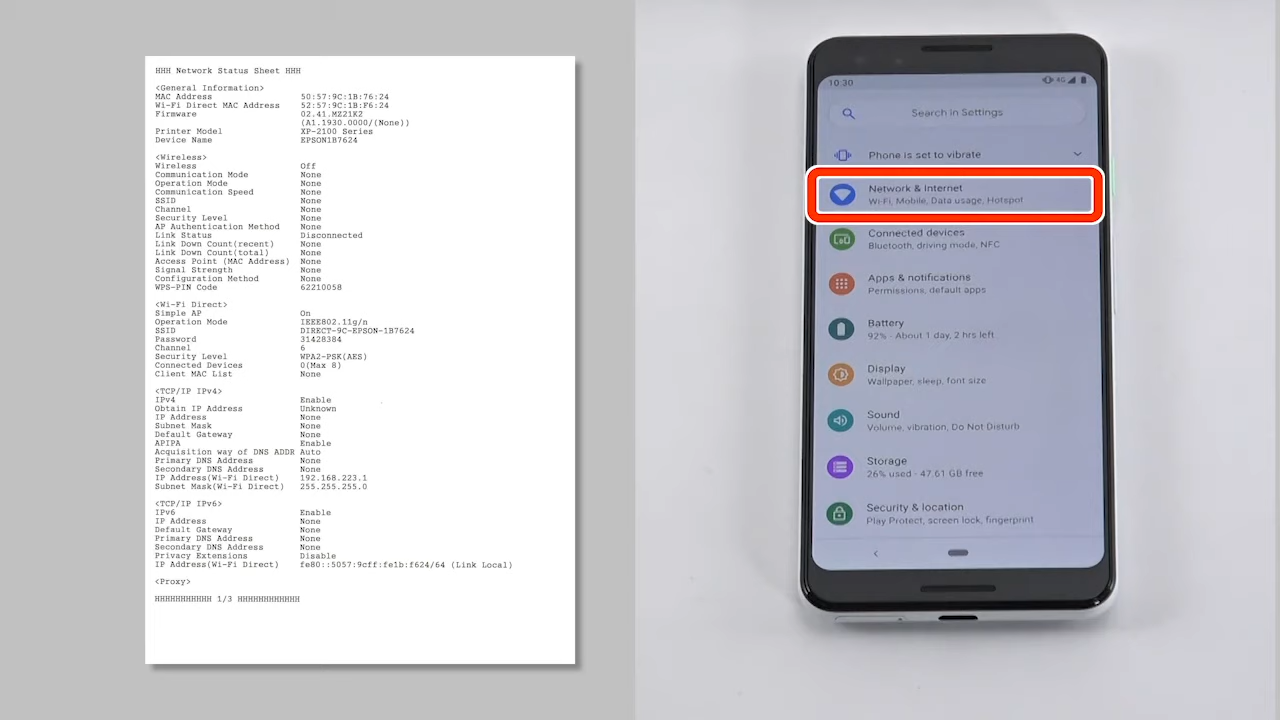 HHH Network Status Sheet HHH
<General Information>
MAC Address 50:57:9C:1B:76:24
Wi-Fi Direct MAC Address 52:57:9C:1B:F6:24
Firmware 02.41.MZ21K2
(A1.1930.0000/(None))
Printer Model XP-2100 Series
Device Name EPSON1B7624
<Wireless>
Wireless Off
Communication Mode None
Operation Mode None
Communication Speed None
SSID None
Channel None
Security Level None
AP Authentication Method None
Link Status Disconnected
Link Down Count(recent) None
Link Down Count(total) None
Access Point (MAC Address) None
Signal Strength None
Configuration Method None
WPS-PIN Code 62210058
<Wi-Fi Direct>
Simple AP On
Operation Mode IEEE802.11g/n
SSID DIRECT-9C-EPSON-1B7624
Password 31428384
Channel 6
Security Level WPA2-PSK(AES)
Connected Devices 0(Max 8)
Client MAC List None
<TCP/IP IPv4>
IPv4 Enable
Obtain IP Address Unknown
IP Address None
Subnet Mask None
Default Gateway None
APIPA Enable
Acquisition way of DNS ADDR Auto
Primary DNS Address None
Secondary DNS Address None
IP Address(Wi-Fi Direct) 192.168.223.1
Subnet Mask(Wi-Fi Direct) 255.255.255.0
<TCP/IP IPv6>
IPv6 Enable
IP Address None
Default Gateway None
Primary DNS Address None
Secondary DNS Address None
Privacy Extensions Disable
IP Address(Wi-Fi Direct) fe80::5057:9cff:fe1b:f624/64 (Link Local)
<Proxy>
HHHHHHHHHHH 1/3 HHHHHHHHHHHH
10:30 4G
Search in Settings
Phone is set to vibrate
Network & Internet
Wi-Fi, Mobile, Data usage, Hotspot
Connected devices
Bluetooth, driving mode, NFC
Apps & notifications
Permissions, default apps
Battery
92% - About 1 day, 2 hrs left
Display
Wallpaper, sleep, font size
Sound
Volume, vibration, Do Not Disturb
Storage
26% used - 47.61 GB free
Security & location
Play Protect, screen lock, fingerprint